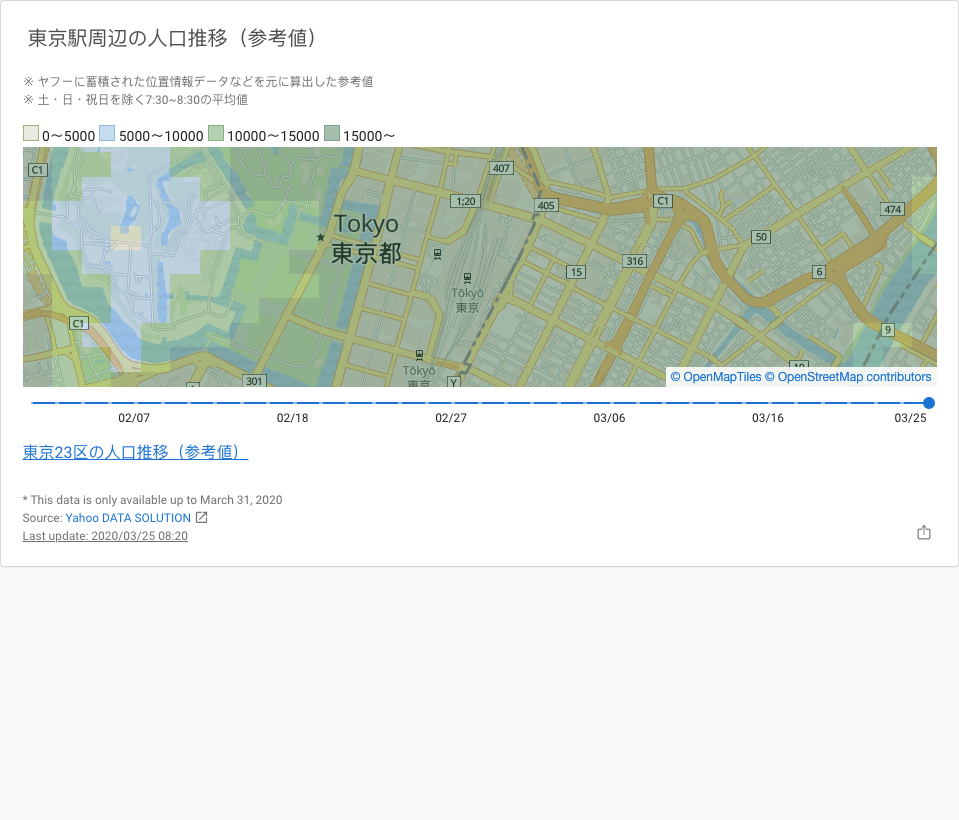 東京駅周辺の人口推移（参考値）
※ ヤフーに蓄積された位置情報データなどを元に算出した参考値
※ 土・日・祝日を除く7:30~8:30の平均値
0〜5000 5000〜10000 10000〜15000 15000〜
C1
407
1;20
405
C1
474
Tokyo
東京都
50
316
15
6
Tōkyō
東京
C1
9
Tōkyō
東京
301
Y
© OpenMapTiles © OpenStreetMap contributors
02/07 02/18 02/27 03/06 03/16 03/25
東京23区の人口推移（参考値）
* This data is only available up to March 31, 2020
Source: Yahoo DATA SOLUTION
Last update: 2020/03/25 08:20